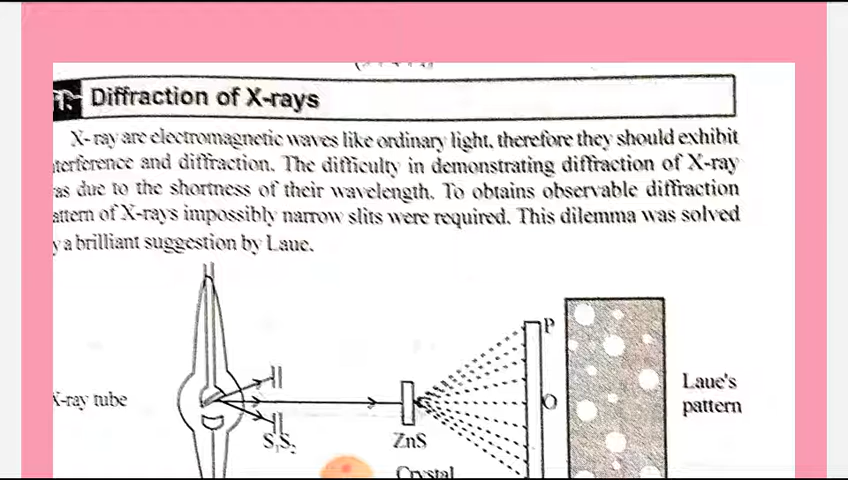 Diffraction of X-rays
X-ray are electromagnetic waves like ordinary light, therefore they should exhibit
terference and diffraction. The difficulty in demonstrating diffraction of X-ray
as due to the shortness of their wavelength. To obtains observable diffraction
attern of X-rays impossibly narrow slits were required. This dilemma was solved
y a brilliant suggestion by Laue.
P
Laue's
X-ray tube
O
pattern
S₁S₂
ZnS
Crystal